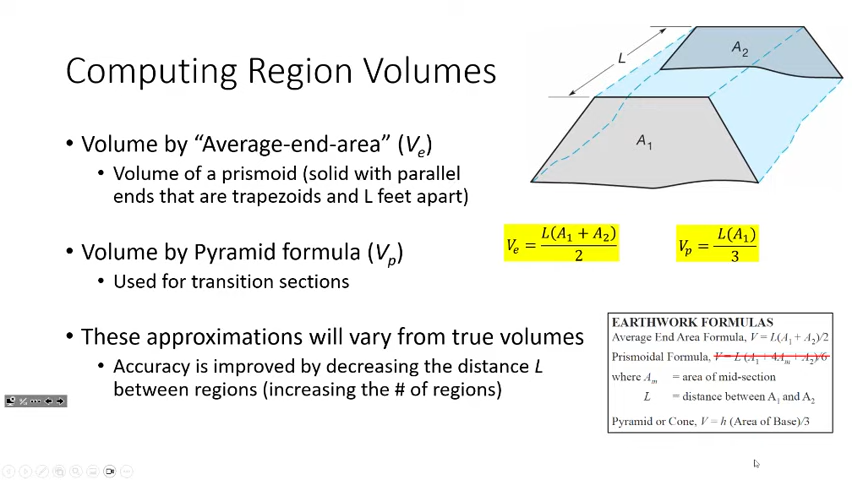 Computing Region Volumes
• Volume by “Average-end-area” (Vₑ)
• Volume of a prismoid (solid with parallel
ends that are trapezoids and L feet apart)
• Volume by Pyramid formula (Vₚ)
• Used for transition sections
• These approximations will vary from true volumes
• Accuracy is improved by decreasing the distance L
between regions (increasing the # of regions)
L
A₂
A₁
Vₑ = L(A₁ + A₂)/2
Vₚ = L(A₁)/3
EARTHWORK FORMULAS
Average End Area Formula, V = L(A₁ + A₂)/2
Prismoidal Formula, V = L (A₁ + 4Aₘ + A₂)/6
where Aₘ = area of mid-section
L = distance between A₁ and A₂
Pyramid or Cone, V = h (Area of Base)/3